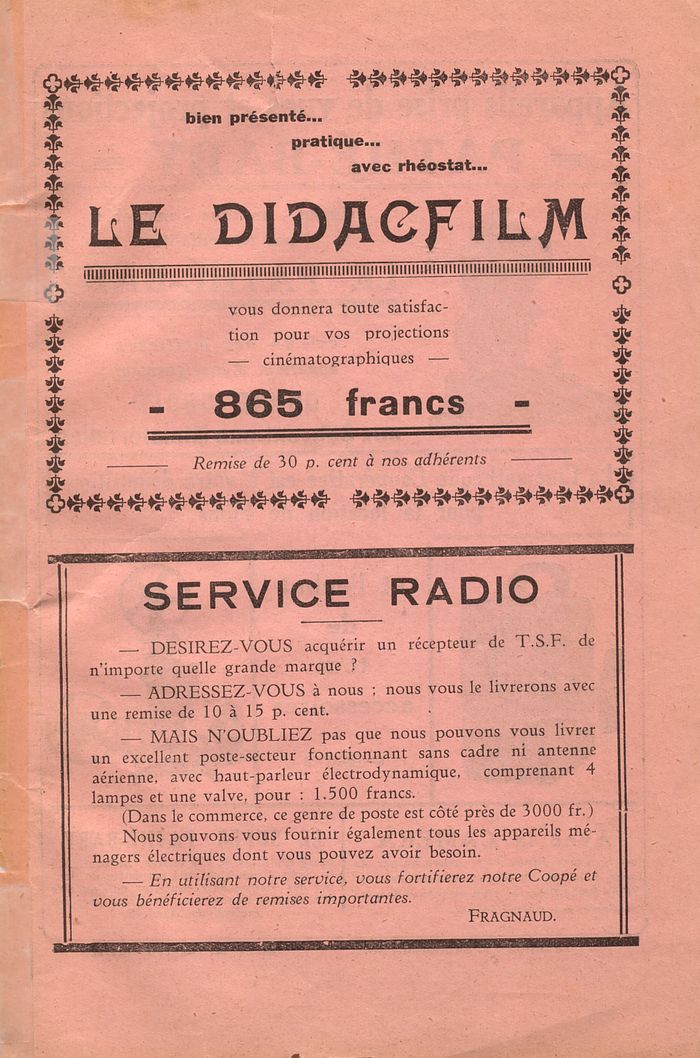 bien présenté...
pratique...
avec rhéostat...
LE DIDACFILM
vous donnera toute satisfac-
tion pour vos projections
— cinématographiques —
- 865 francs -
Remise de 30 p. cent à nos adhérents
SERVICE RADIO
— DESIREZ-VOUS acquérir un récepteur de T.S.F. de
n'importe quelle grande marque ?
— ADRESSEZ-VOUS à nous ; nous vous le livrerons avec
une remise de 10 à 15 p. cent.
— MAIS N'OUBLIEZ pas que nous pouvons vous livrer
un excellent poste-secteur fonctionnant sans cadre ni antenne
aérienne, avec haut-parleur électrodynamique, comprenant 4
lampes et une valve, pour : 1.500 francs.
(Dans le commerce, ce genre de poste est côté près de 3000 fr.)
Nous pouvons vous fournir également tous les appareils mé-
nagers électriques dont vous pouvez avoir besoin.
— En utilisant notre service, vous fortifierez notre Coopé et
vous bénéficierez de remises importantes.
FRAGNAUD.